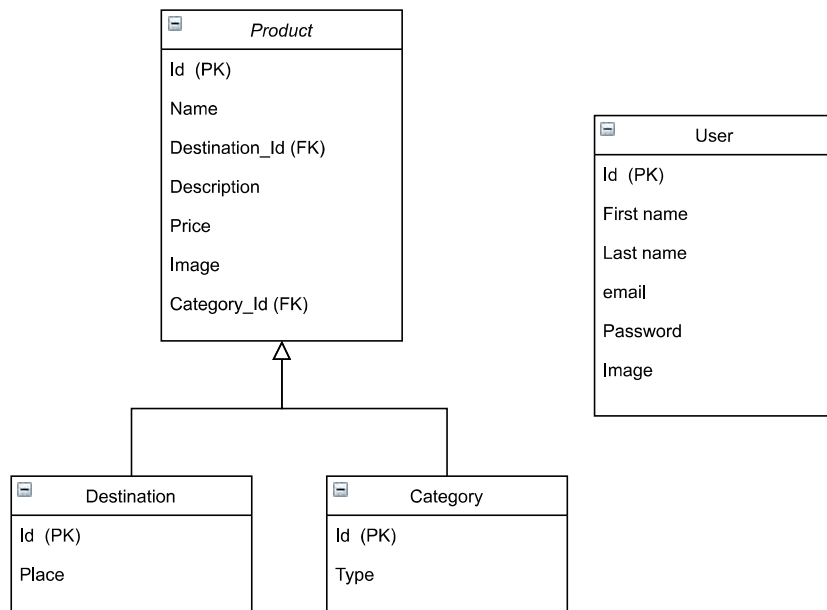 Product
Id (PK)
Name
Destination_Id (FK)
Description
Price
Image
Category_Id (FK)
User
Id (PK)
First name
Last name
email
Password
Image
Destination
Id (PK)
Place
Category
Id (PK)
Type